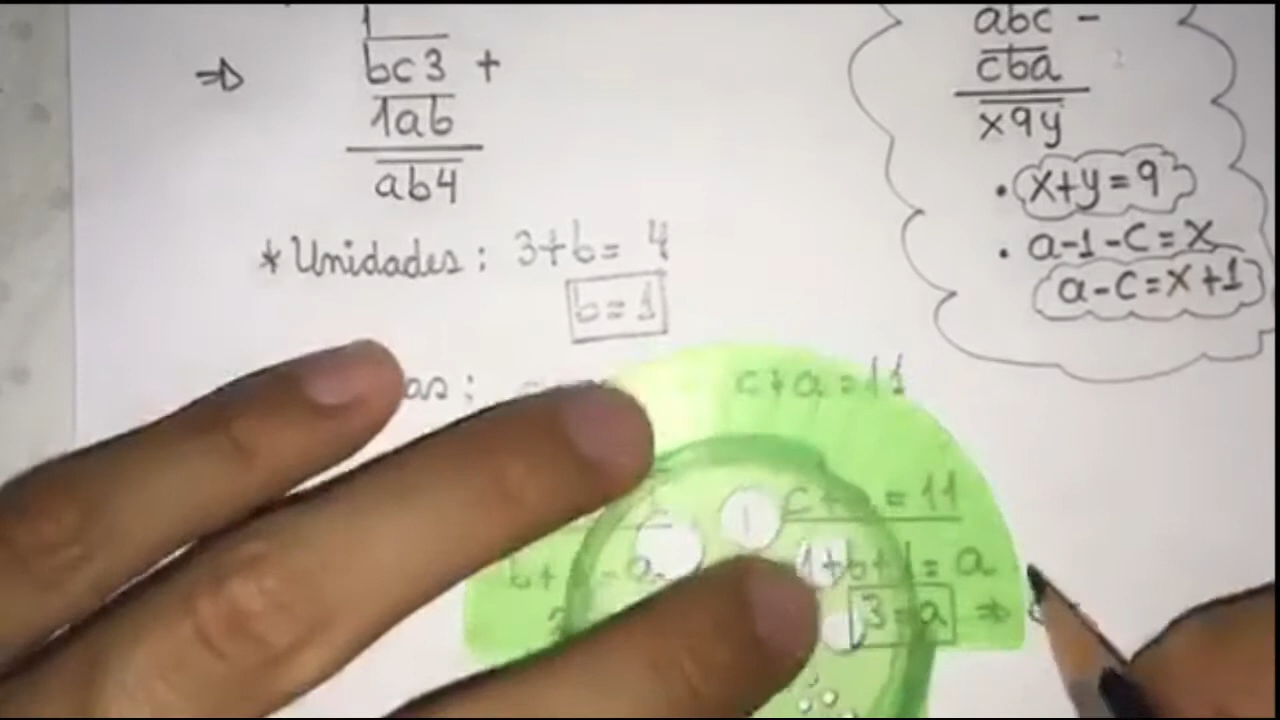 1
⇒ bc3 +
1ab
ab4
* Unidades: 3+b= 4
b=1
as: c+a=11
= 11
1+b+1= a
3=a ⇒
abc -
cba
x9y
• x+y=9
• a-1-c=x
a-c=x+1